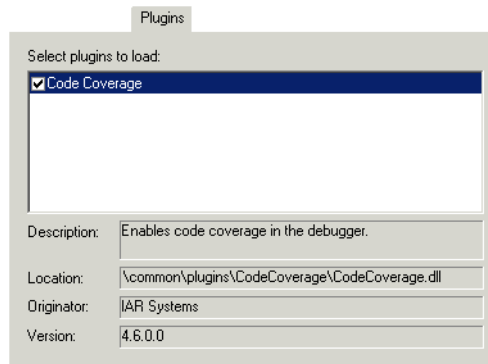 Plugins
Select plugins to load:
Code Coverage
Description: Enables code coverage in the debugger.
Location: \common\plugins\CodeCoverage\CodeCoverage.dll
Originator: IAR Systems
Version: 4.6.0.0